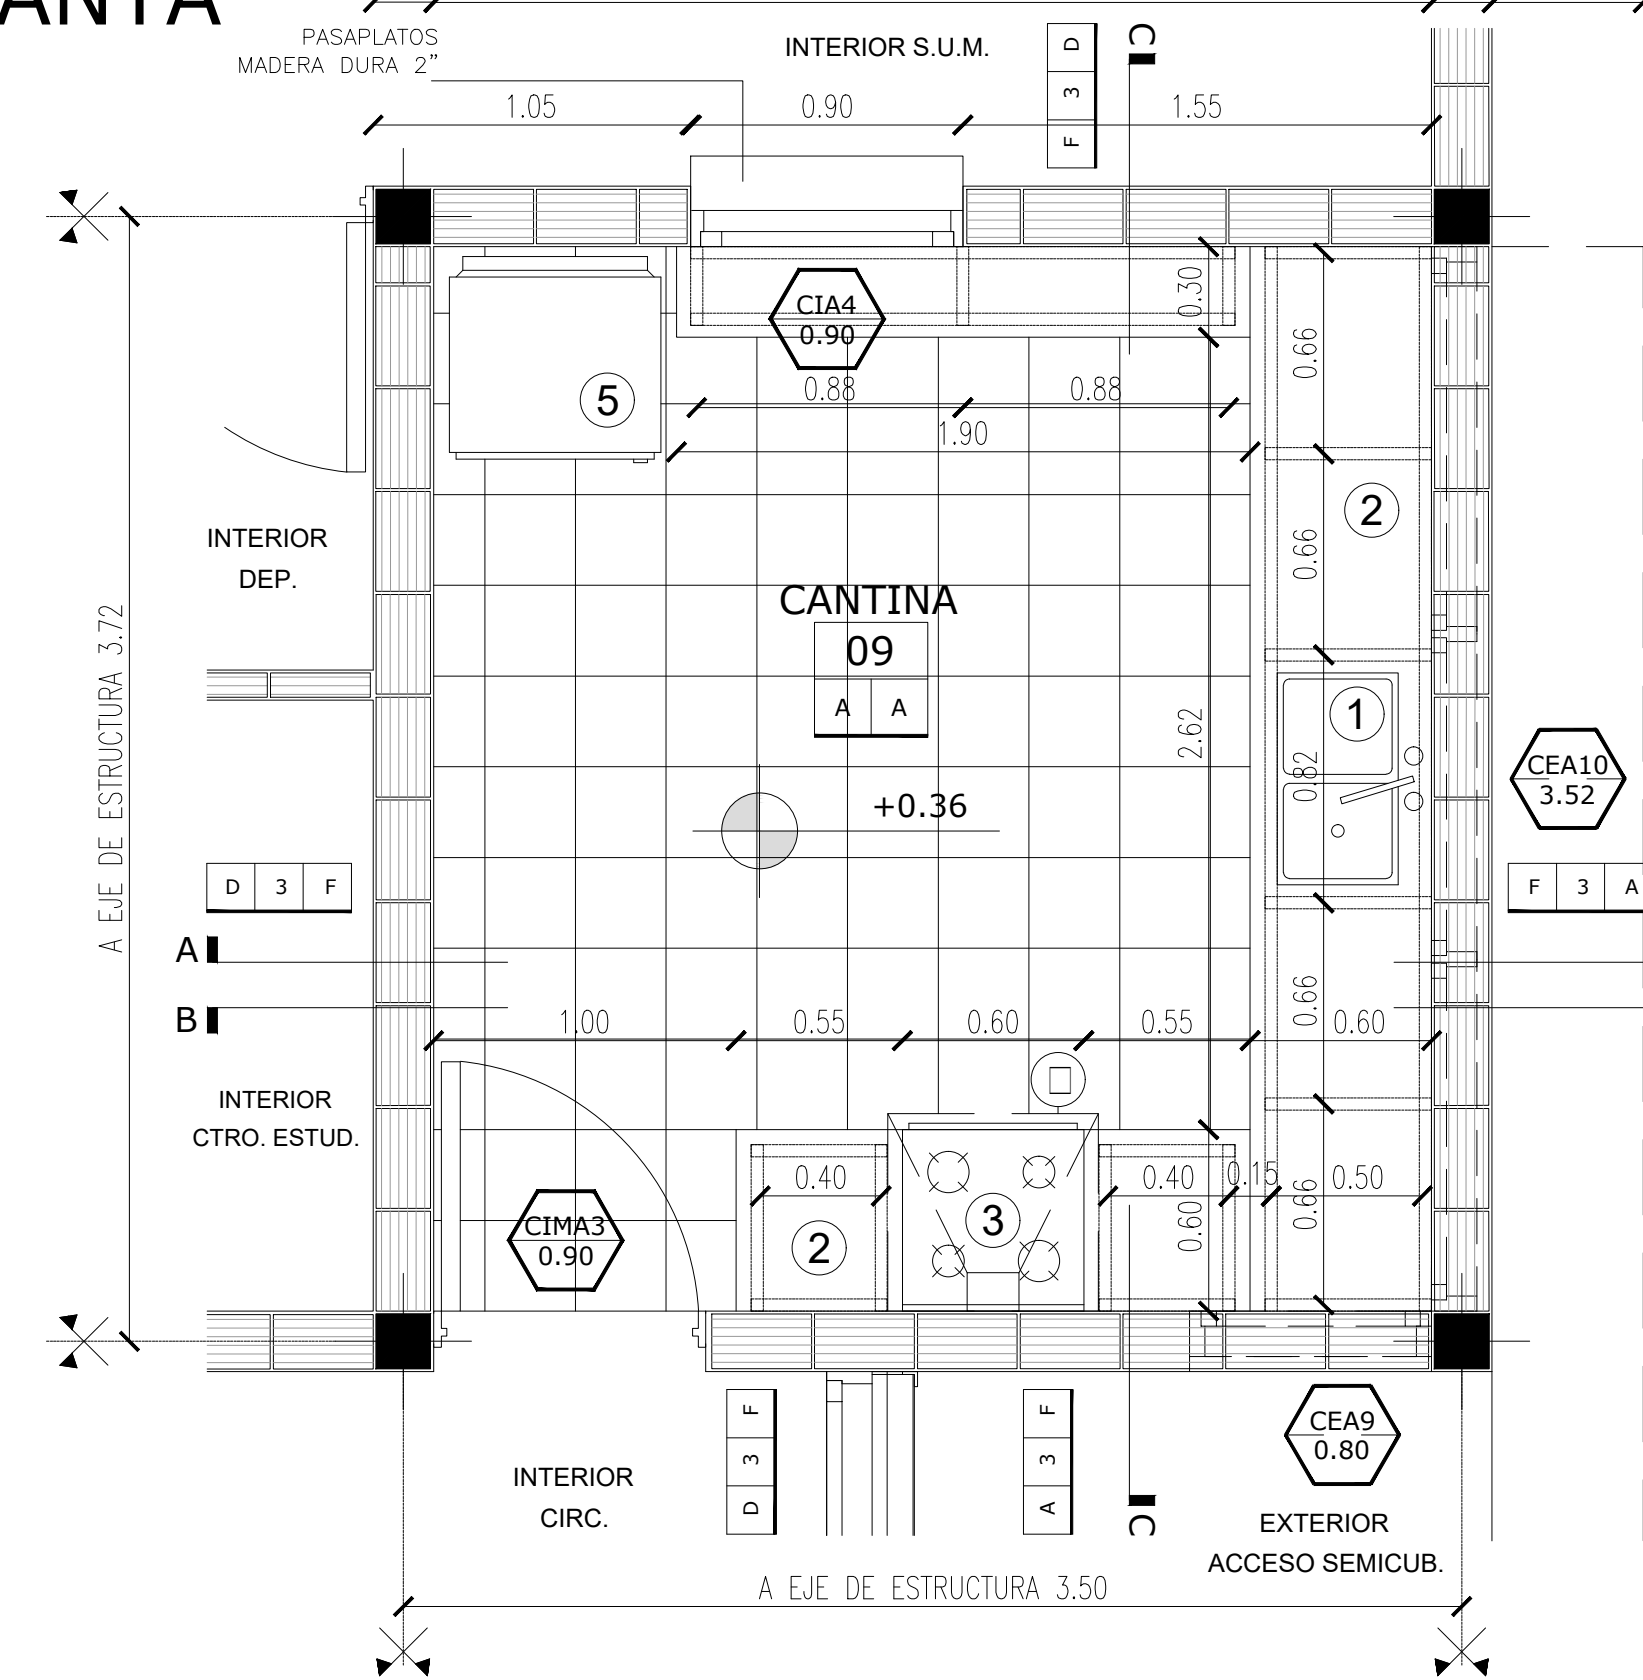 ANTA
PASAPLATOS
MADERA DURA 2"
INTERIOR S.U.M.
D
3
F
C
1.05
0.90
1.55
CIA4
0.90
0.30
0.66
0.88
0.88
1.90
5
2
INTERIOR
DEP.
0.66
CANTINA
09
A A
A EJE DE ESTRUCTURA 3.72
2.62
1
0.82
+0.36
CEA10
3.52
D 3 F
F 3 A
A
B
1.00
0.55
0.60
0.55
0.66
0.60
INTERIOR
CTRO. ESTUD.
0.40
0.40
0.15
0.50
0.60
0.66
3
2
CIMA3
0.90
F
3
D
F
3
A
CEA9
0.80
INTERIOR
CIRC.
C
EXTERIOR
ACCESO SEMICUB.
A EJE DE ESTRUCTURA 3.50